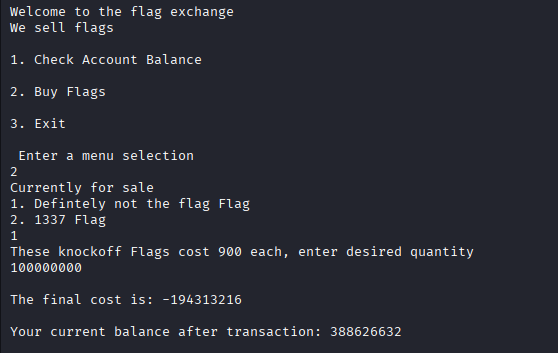 Welcome to the flag exchange
We sell flags
1. Check Account Balance
2. Buy Flags
3. Exit
Enter a menu selection
2
Currently for sale
1. Defintely not the flag Flag
2. 1337 Flag
1
These knockoff Flags cost 900 each, enter desired quantity
100000000
The final cost is: -194313216
Your current balance after transaction: 388626632